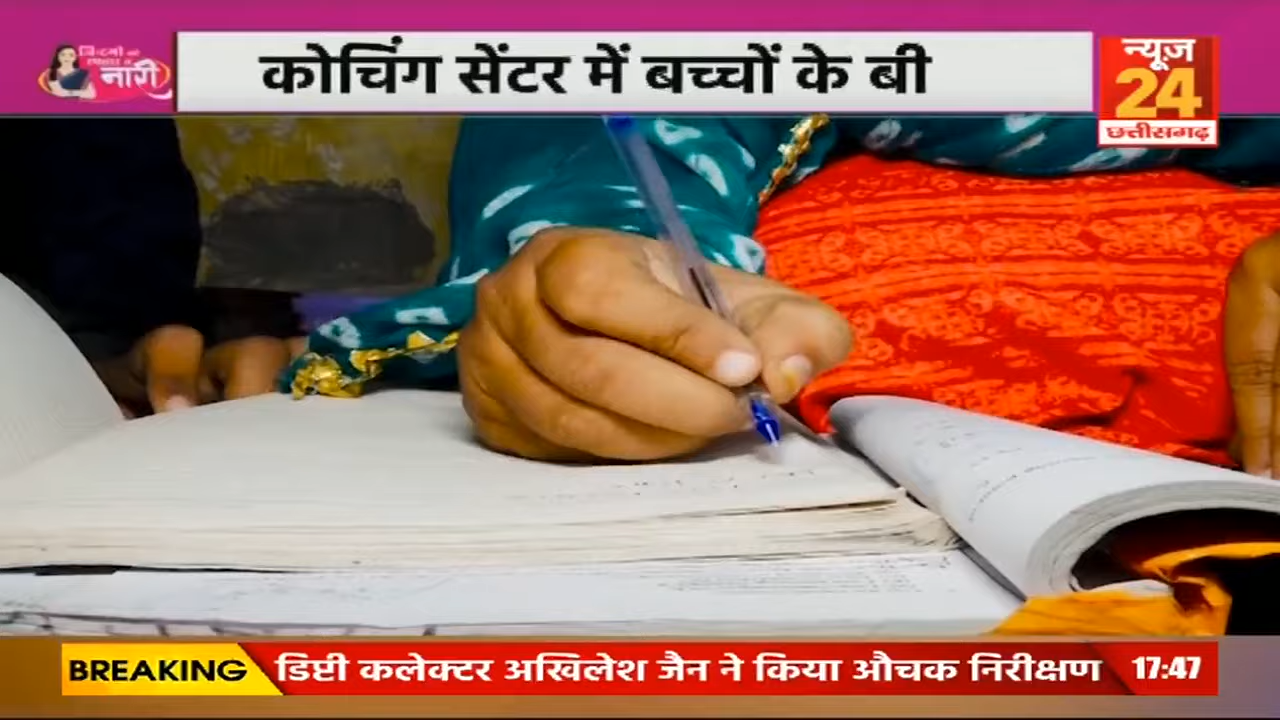 नारी
कोचिंग सेंटर में बच्चों के बी
न्यूज़
24
छत्तीसगढ़
BREAKING
डिप्टी कलेक्टर अखिलेश जैन ने किया औचक निरीक्षण
17:47